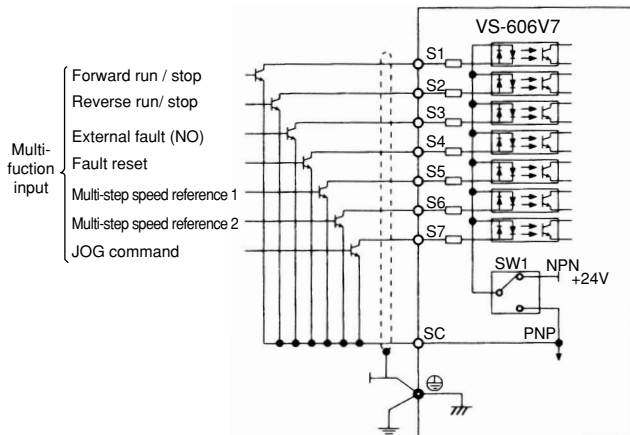 VS-606V7
Multi-
fuction
input
Forward run / stop
Reverse run/ stop
External fault (NO)
Fault reset
Multi-step speed reference 1
Multi-step speed reference 2
JOG command
S1
S2
S3
S4
S5
S6
S7
SW1
NPN
+24V
SC
PNP